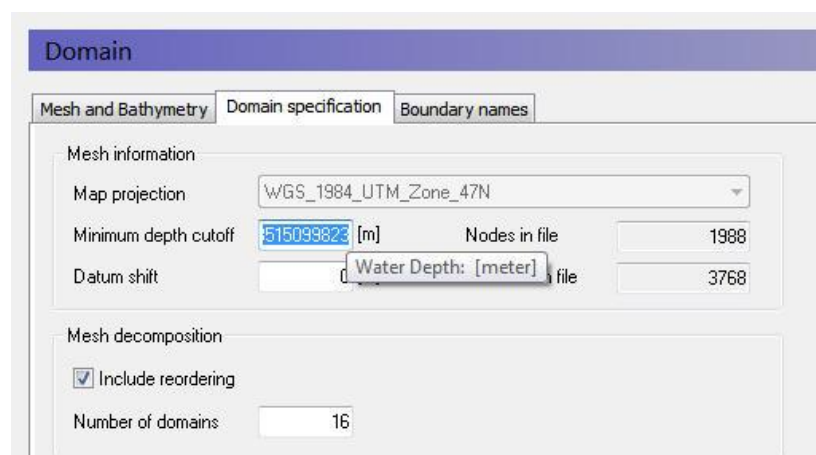 Domain
Mesh and Bathymetry Domain specification Boundary names
Mesh information
Map projection WGS_1984_UTM_Zone_47N
Minimum depth cutoff 515099823 [m] Nodes in file 1988
Datum shift Water Depth: [meter] file 3768
Mesh decomposition
Include reordering
Number of domains 16